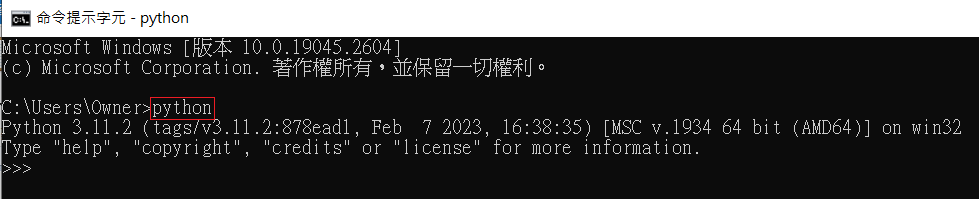 命令提示字元 - python
Microsoft Windows [版本 10.0.19045.2604]
(c) Microsoft Corporation. 著作權所有，並保留一切權利。
C:\Users\Owner>python
Python 3.11.2 (tags/v3.11.2:878ead1, Feb  7 2023, 16:38:35) [MSC v.1934 64 bit (AMD64)] on win32
Type "help", "copyright", "credits" or "license" for more information.
>>>